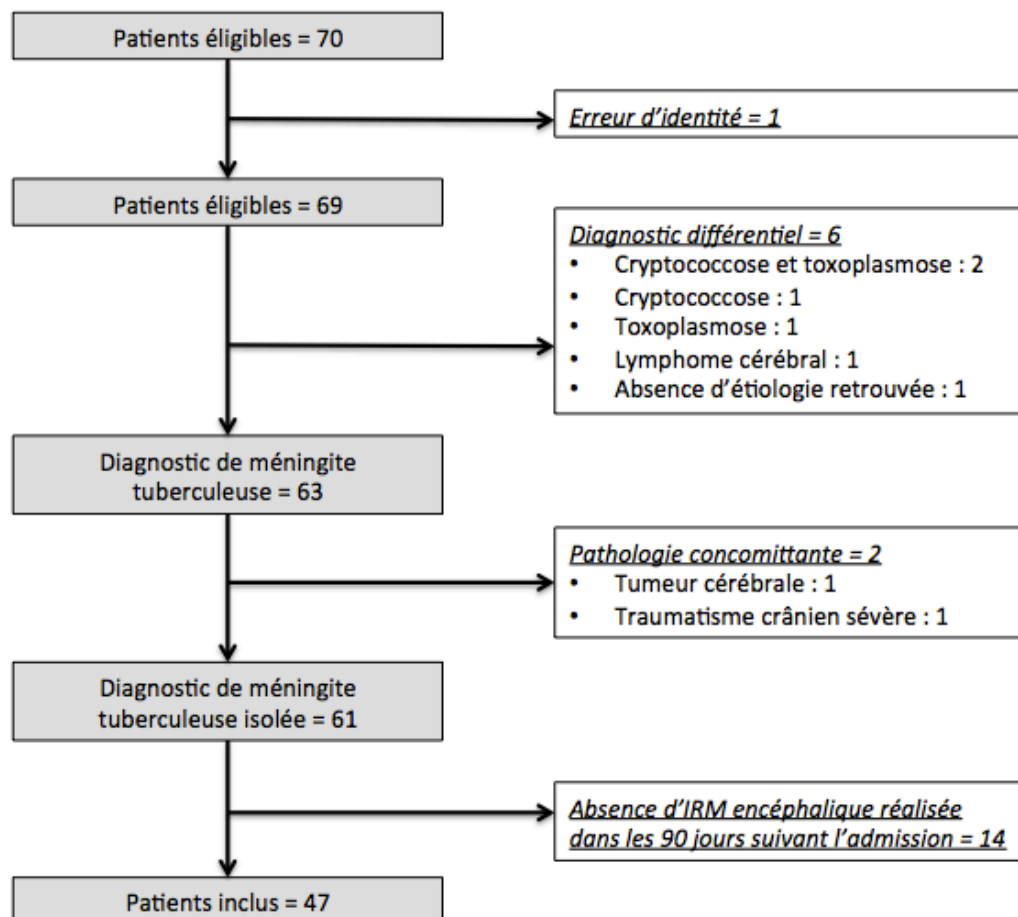 Patients éligibles = 70
Erreur d'identité = 1
Patients éligibles = 69
Diagnostic différentiel = 6
• Cryptococcose et toxoplasmose : 2
• Cryptococcose : 1
• Toxoplasmose : 1
• Lymphome cérébral : 1
• Absence d'étiologie retrouvée : 1
Diagnostic de méningite
tuberculeuse = 63
Pathologie concomittante = 2
• Tumeur cérébrale : 1
• Traumatisme crânien sévère : 1
Diagnostic de méningite
tuberculeuse isolée = 61
Absence d'IRM encéphalique réalisée
dans les 90 jours suivant l'admission = 14
Patients inclus = 47